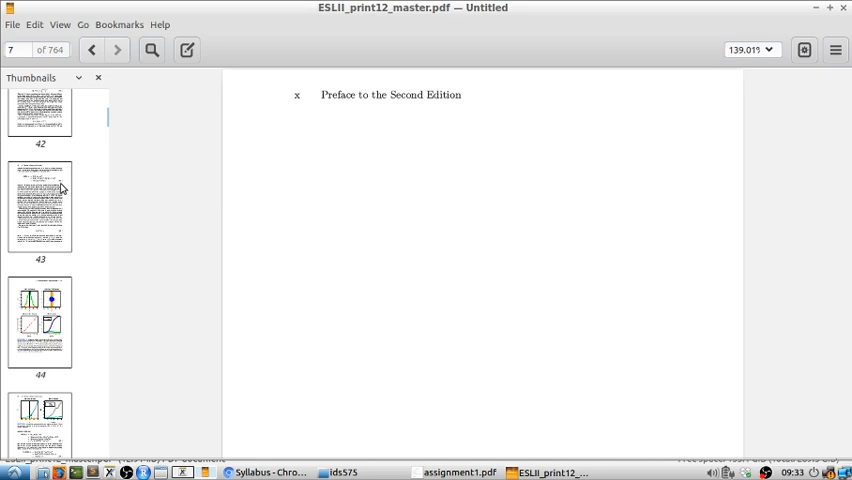 ESLII_print12_master.pdf — Untitled
File Edit View Go Bookmarks Help
7 of 764
139.01%
Thumbnails
x Preface to the Second Edition
42
43
44
Syllabus - Chro...
ids575
assignment1.pdf
ESLII_print12_...
09:33